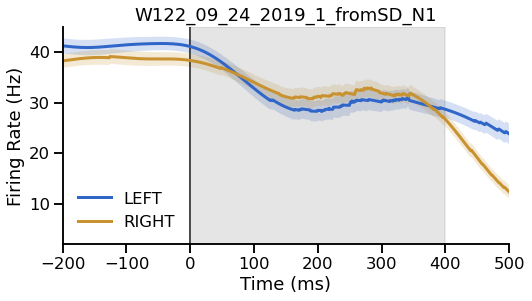 W122_09_24_2019_1_fromSD_N1
Firing Rate (Hz)
40
30
20
10
LEFT
RIGHT
−200 −100 0 100 200 300 400 500
Time (ms)